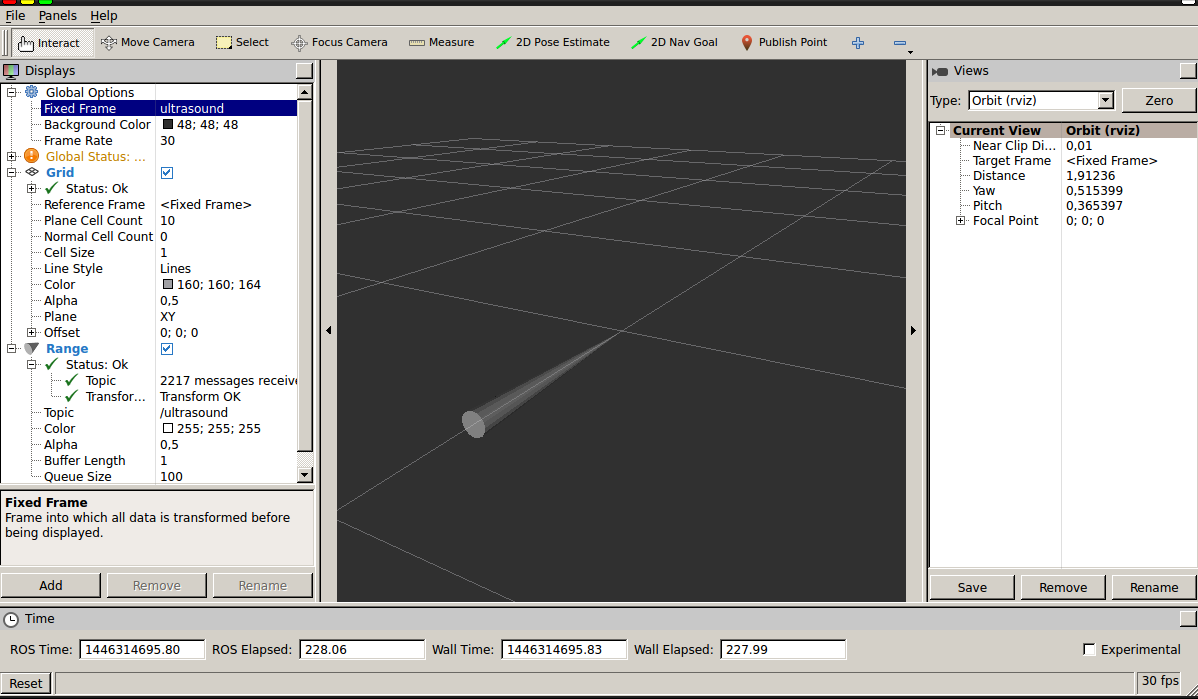 File Panels Help
Interact Move Camera Select Focus Camera Measure 2D Pose Estimate 2D Nav Goal Publish Point
Displays
Global Options
Fixed Frame ultrasound
Background Color 48; 48; 48
Frame Rate 30
Global Status: ...
Grid
Status: Ok
Reference Frame <Fixed Frame>
Plane Cell Count 10
Normal Cell Count 0
Cell Size 1
Line Style Lines
Color 160; 160; 164
Alpha 0,5
Plane XY
Offset 0; 0; 0
Range
Status: Ok
Topic 2217 messages receive
Transfor... Transform OK
Topic /ultrasound
Color 255; 255; 255
Alpha 0,5
Buffer Length 1
Queue Size 100
Fixed Frame
Frame into which all data is transformed before
being displayed.
Add Remove Rename
Views
Type: Orbit (rviz) Zero
Current View Orbit (rviz)
Near Clip Di... 0,01
Target Frame <Fixed Frame>
Distance 1,91236
Yaw 0,515399
Pitch 0,365397
Focal Point 0; 0; 0
Save Remove Rename
Time
ROS Time: 1446314695.80 ROS Elapsed: 228.06 Wall Time: 1446314695.83 Wall Elapsed: 227.99 Experimental
Reset 30 fps